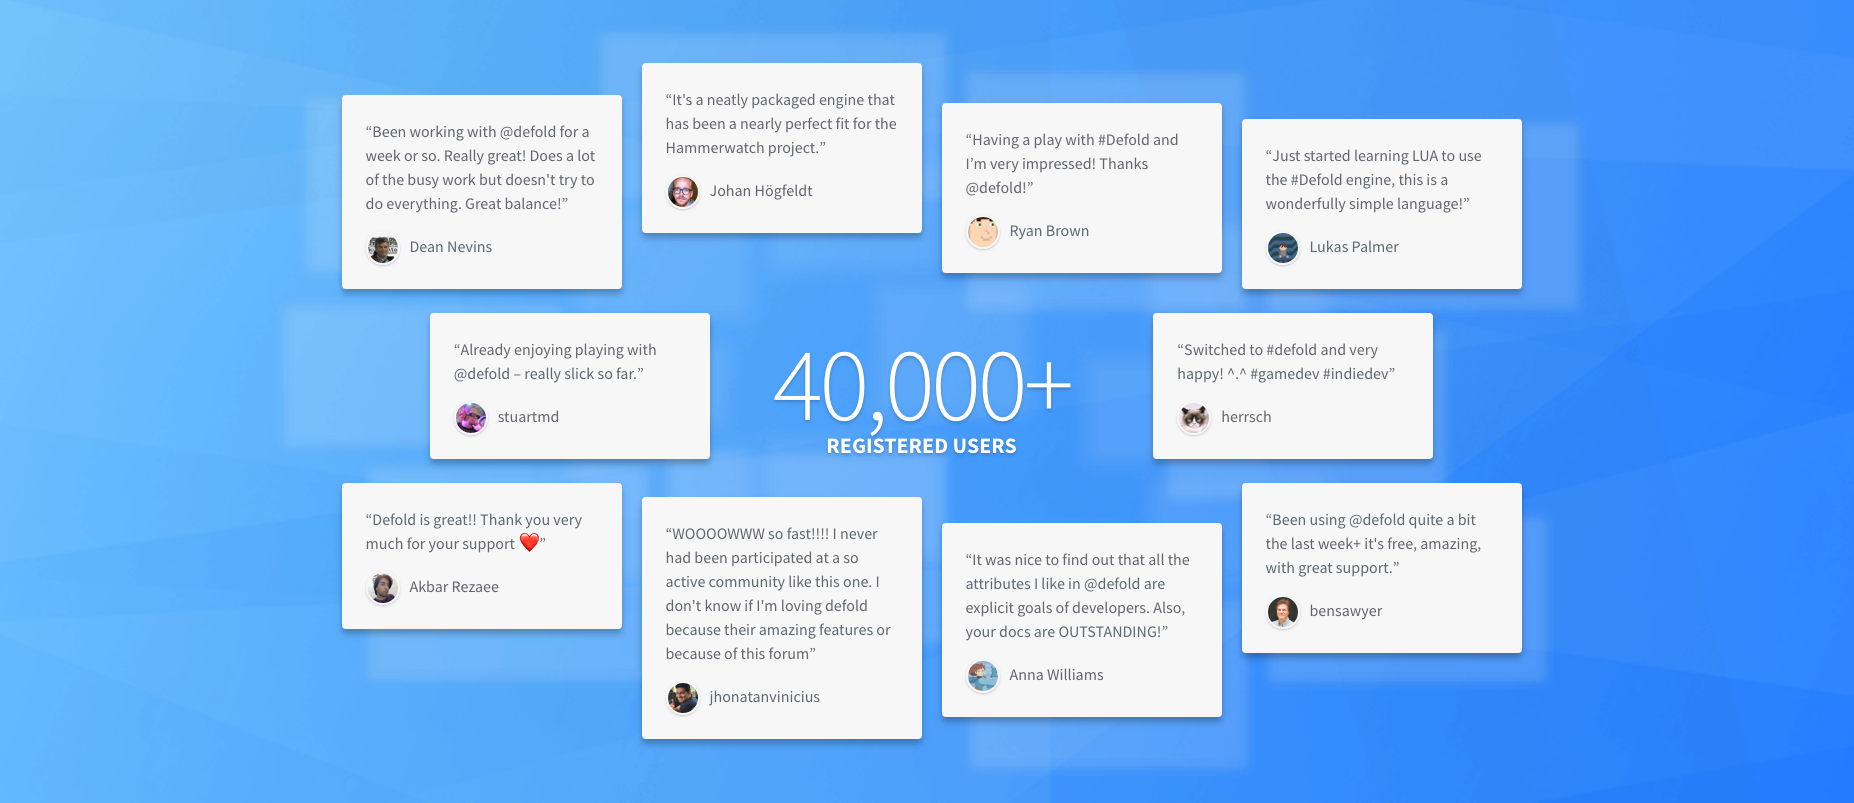 “Been working with @defold for a
week or so. Really great! Does a lot
of the busy work but doesn't try to
do everything. Great balance!”
Dean Nevins
“It's a neatly packaged engine that
has been a nearly perfect fit for the
Hammerwatch project.”
Johan Högfeldt
“Having a play with #Defold and
I’m very impressed! Thanks
@defold!”
Ryan Brown
“Just started learning LUA to use
the #Defold engine, this is a
wonderfully simple language!”
Lukas Palmer
“Already enjoying playing with
@defold – really slick so far.”
stuartmd
40,000+
REGISTERED USERS
“Switched to #defold and very
happy! ^.^ #gamedev #indiedev”
herrsch
“Defold is great!! Thank you very
much for your support ❤️”
Akbar Rezaee
“WOOOOWWW so fast!!!! I never
had been participated at a so
active community like this one. I
don't know if I'm loving defold
because their amazing features or
because of this forum”
jhonatanvinicius
“It was nice to find out that all the
attributes I like in @defold are
explicit goals of developers. Also,
your docs are OUTSTANDING!”
Anna Williams
“Been using @defold quite a bit
the last week+ it's free, amazing,
with great support.”
bensawyer